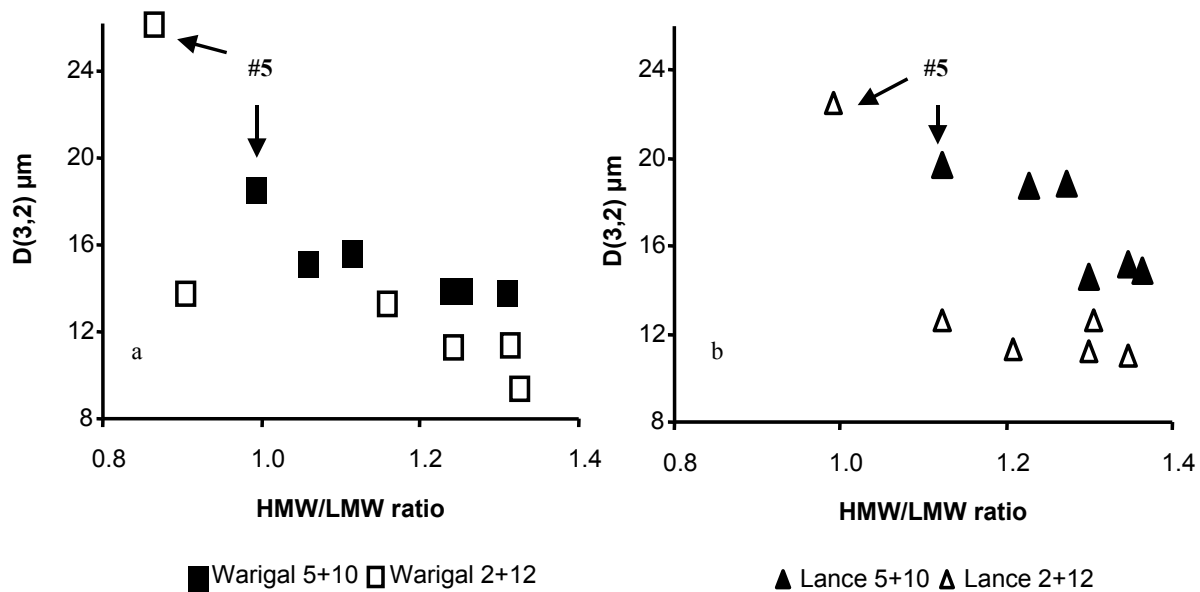 24
20
16
12
8
D(3,2) µm
#5
a
0.8 1.0 1.2 1.4
HMW/LMW ratio
Warigal 5+10 Warigal 2+12
24
20
16
12
8
D(3,2) µm
#5
b
0.8 1.0 1.2 1.4
HMW/LMW ratio
Lance 5+10 Lance 2+12